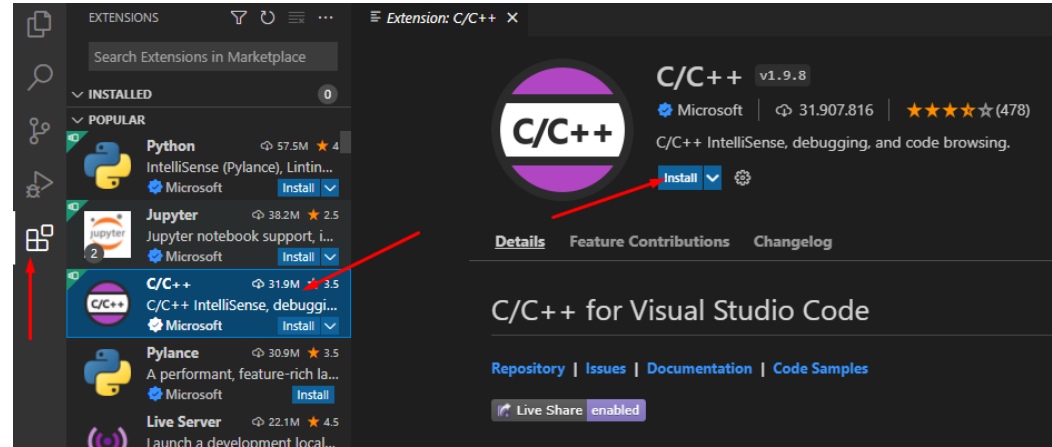 EXTENSIONS
Search Extensions in Marketplace
INSTALLED 0
POPULAR
Python 57.5M 4
IntelliSense (Pylance), Lintin...
Microsoft Install
jupyter
2
Jupyter 38.2M 2.5
Jupyter notebook support, i...
Microsoft Install
C/C++
C/C++ 31.9M 3.5
C/C++ IntelliSense, debuggi...
Microsoft Install
Pylance 30.9M 3.5
A performant, feature-rich la...
Microsoft Install
Live Server 22.1M 4.5
Launch a development local...
Extension: C/C++
C/C++
C/C++ v1.9.8
Microsoft 31.907.816 (478)
C/C++ IntelliSense, debugging, and code browsing.
Install
Details Feature Contributions Changelog
C/C++ for Visual Studio Code
Repository | Issues | Documentation | Code Samples
Live Share enabled